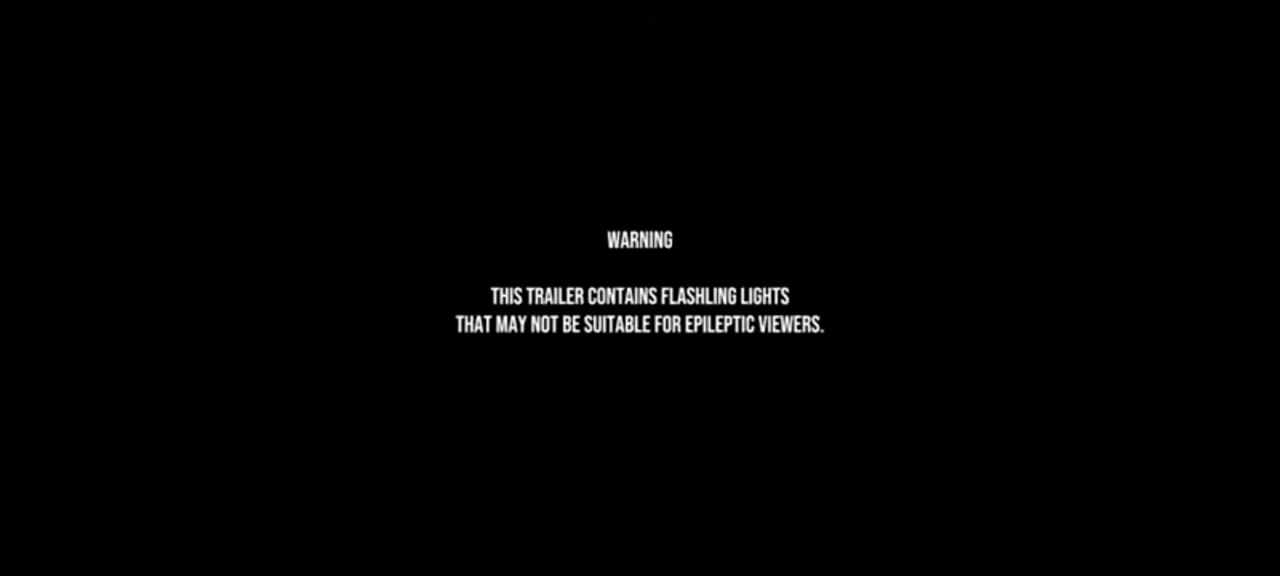 WARNING
THIS TRAILER CONTAINS FLASHLING LIGHTS
THAT MAY NOT BE SUITABLE FOR EPILEPTIC VIEWERS.